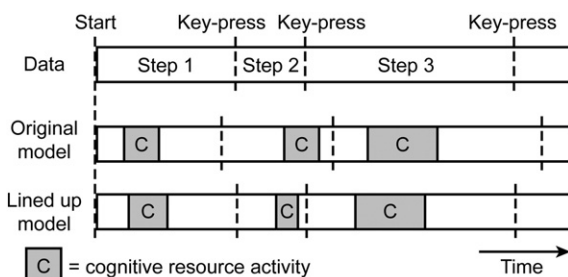 Start Key-press Key-press Key-press
Data Step 1 Step 2 Step 3
Original
model C C C
Lined up
model C C C
C = cognitive resource activity Time